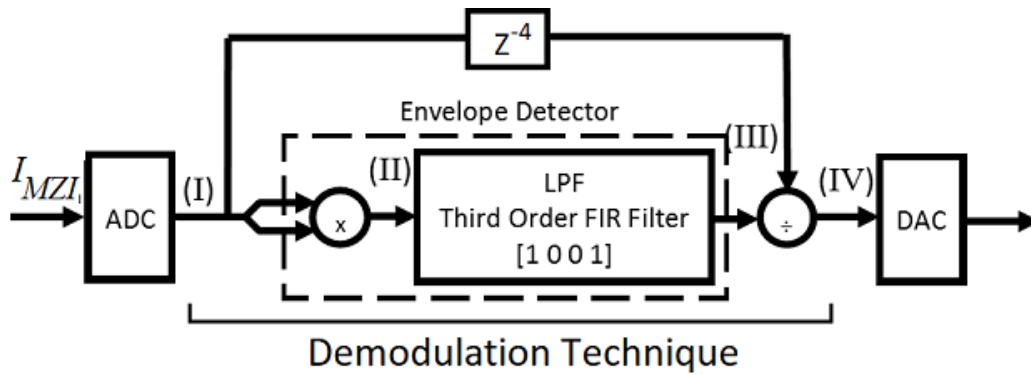 Z⁻⁴
Envelope Detector
I_MZI,
ADC
(I)
x
(II)
LPF
Third Order FIR Filter
[1 0 0 1]
(III)
÷
(IV)
DAC
Demodulation Technique